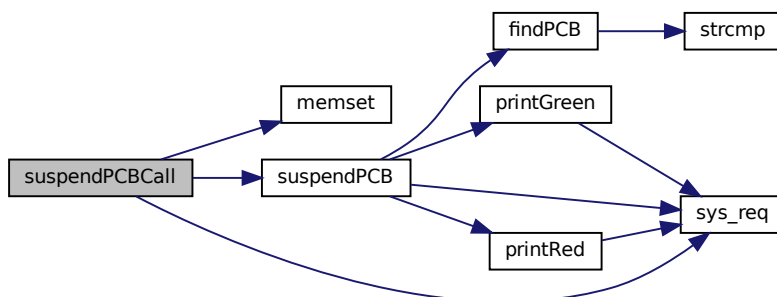 findPCB
strcmp
memset
printGreen
suspendPCBCall
suspendPCB
sys_req
printRed